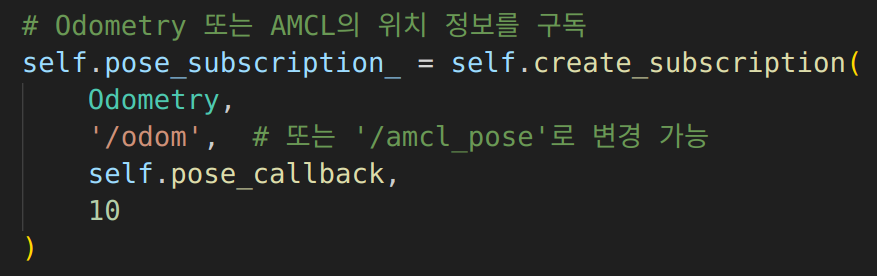 # Odometry 또는 AMCL의 위치 정보를 구독
self.pose_subscription_ = self.create_subscription(
    Odometry,
    '/odom',  # 또는 '/amcl_pose'로 변경 가능
    self.pose_callback,
    10
)